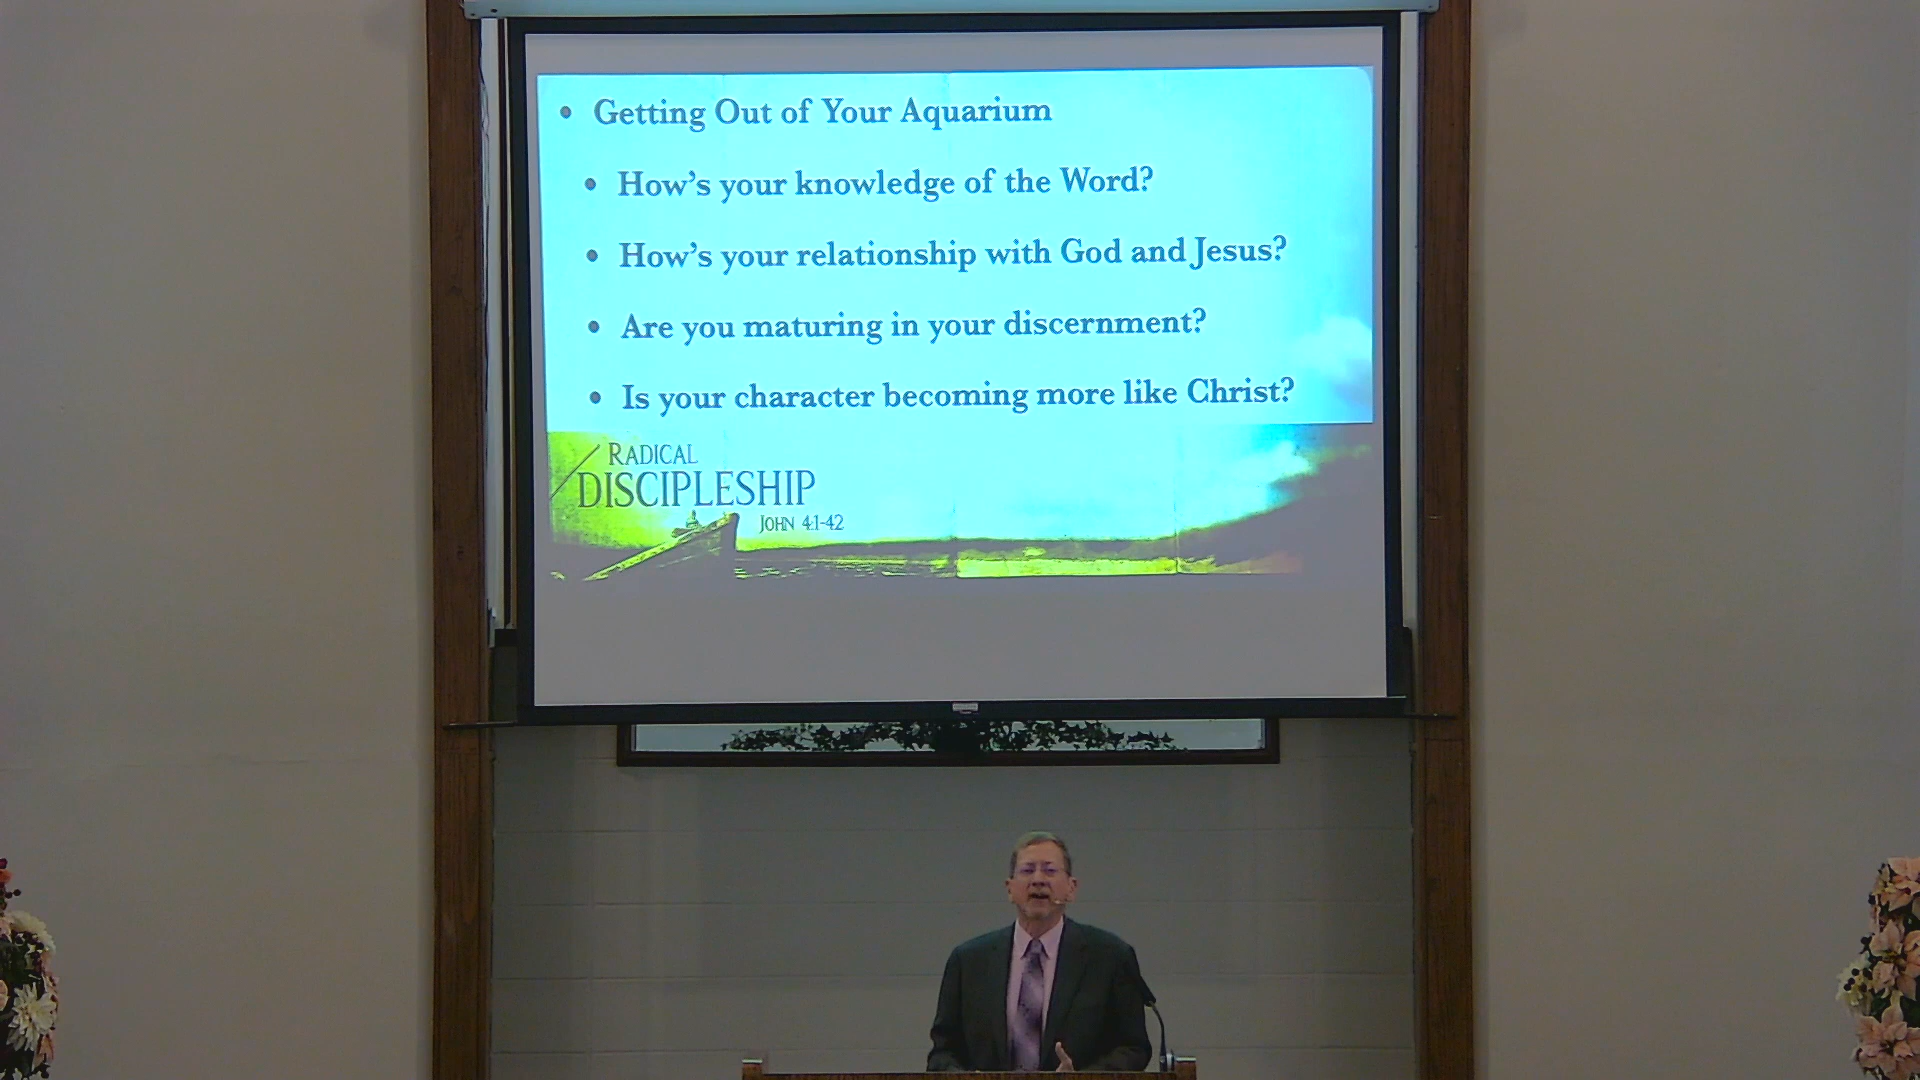 • Getting Out of Your Aquarium
• How’s your knowledge of the Word?
• How’s your relationship with God and Jesus?
• Are you maturing in your discernment?
• Is your character becoming more like Christ?
RADICAL
DISCIPLESHIP
JOHN 4:1-42